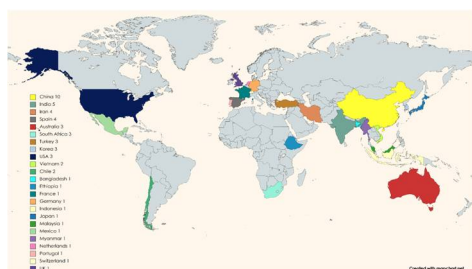 China 10
India 5
Iran 4
Spain 4
Australia 3
South Africa 3
Turkey 3
Korea 3
USA 3
Vietnam 2
Chile 2
Bangladesh 1
Ethiopia 1
France 1
Germany 1
Indonesia 1
Japan 1
Malaysia 1
Mexico 1
Myanmar 1
Netherlands 1
Portugal 1
Switzerland 1
UK 1
Created with mapchart.net